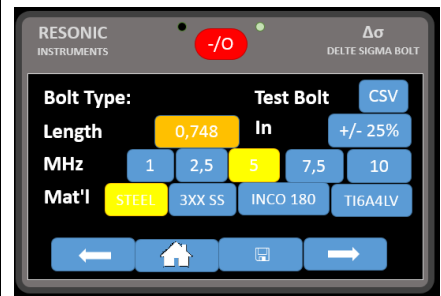 RESONIC Δσ
INSTRUMENTS -/O DELTE SIGMA BOLT
Bolt Type: Test Bolt CSV
Length 0,748 In +/- 25%
MHz 1 2,5 5 7,5 10
Mat'l STEEL 3XX SS INCO 180 TI6A4LV